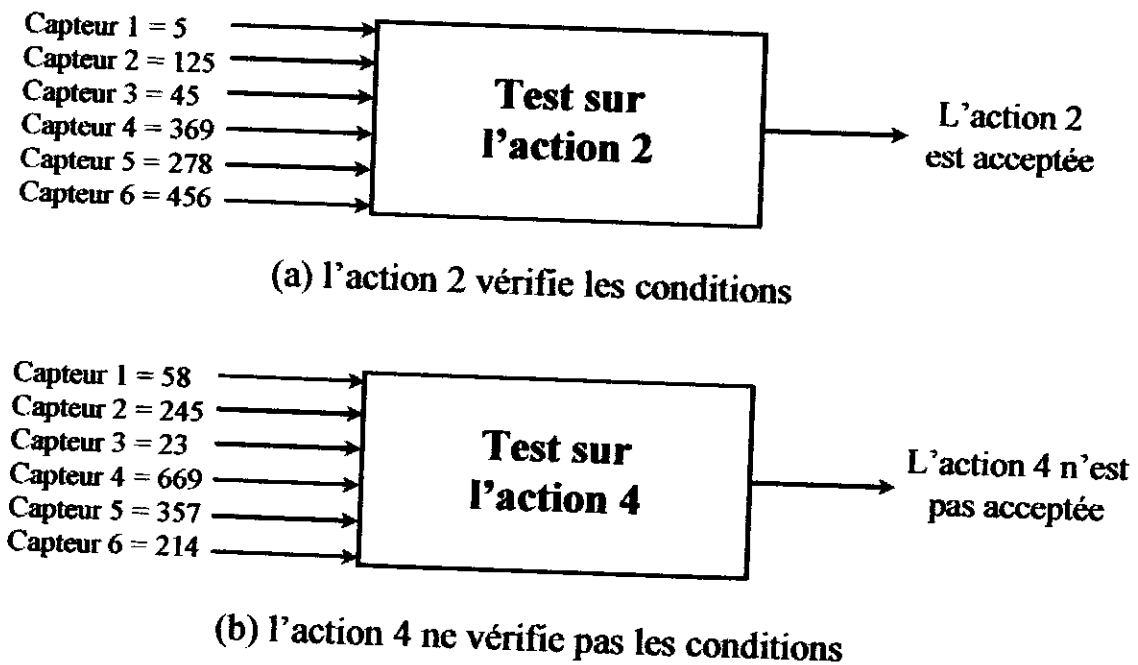 Capteur 1 = 5
Capteur 2 = 125
Capteur 3 = 45
Capteur 4 = 369
Capteur 5 = 278
Capteur 6 = 456
Test sur
l'action 2
L'action 2
est acceptée
(a) l'action 2 vérifie les conditions
Capteur 1 = 58
Capteur 2 = 245
Capteur 3 = 23
Capteur 4 = 669
Capteur 5 = 357
Capteur 6 = 214
Test sur
l'action 4
L'action 4 n'est
pas acceptée
(b) l'action 4 ne vérifie pas les conditions